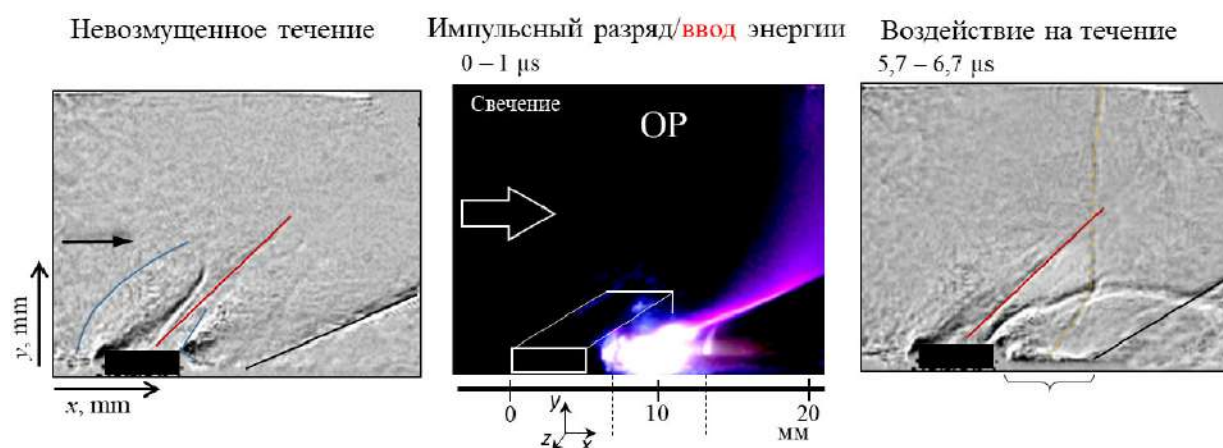 Невозмущенное течение
Импульсный разряд/ввод энергии
Воздействие на течение
0 – 1 μs
5,7 – 6,7 μs
Свечение
ОР
y, mm
x, mm
0
10
20
мм
y
z
x